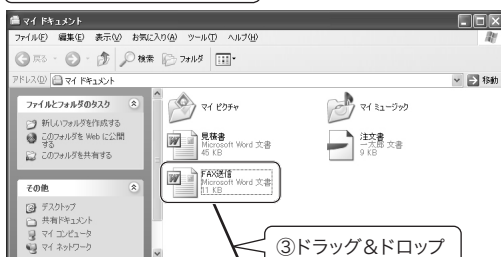 マイ ドキュメント
ファイル(F) 編集(E) 表示(V) お気に入り(A) ツール(T) ヘルプ(H)
戻る 検索 フォルダ
アドレス(D) マイ ドキュメント 移動
ファイルとフォルダのタスク
新しいフォルダを作成する
このフォルダを Web に公開する
このフォルダを共有する
その他
デスクトップ
共有ドキュメント
マイ コンピュータ
マイ ネットワーク
マイ ピクチャ
マイ ミュージック
見積書
Microsoft Word 文書
45 KB
注文書
一太郎 文書
9 KB
FAX送信
Microsoft Word 文書
11 KB
③ドラッグ&ドロップ